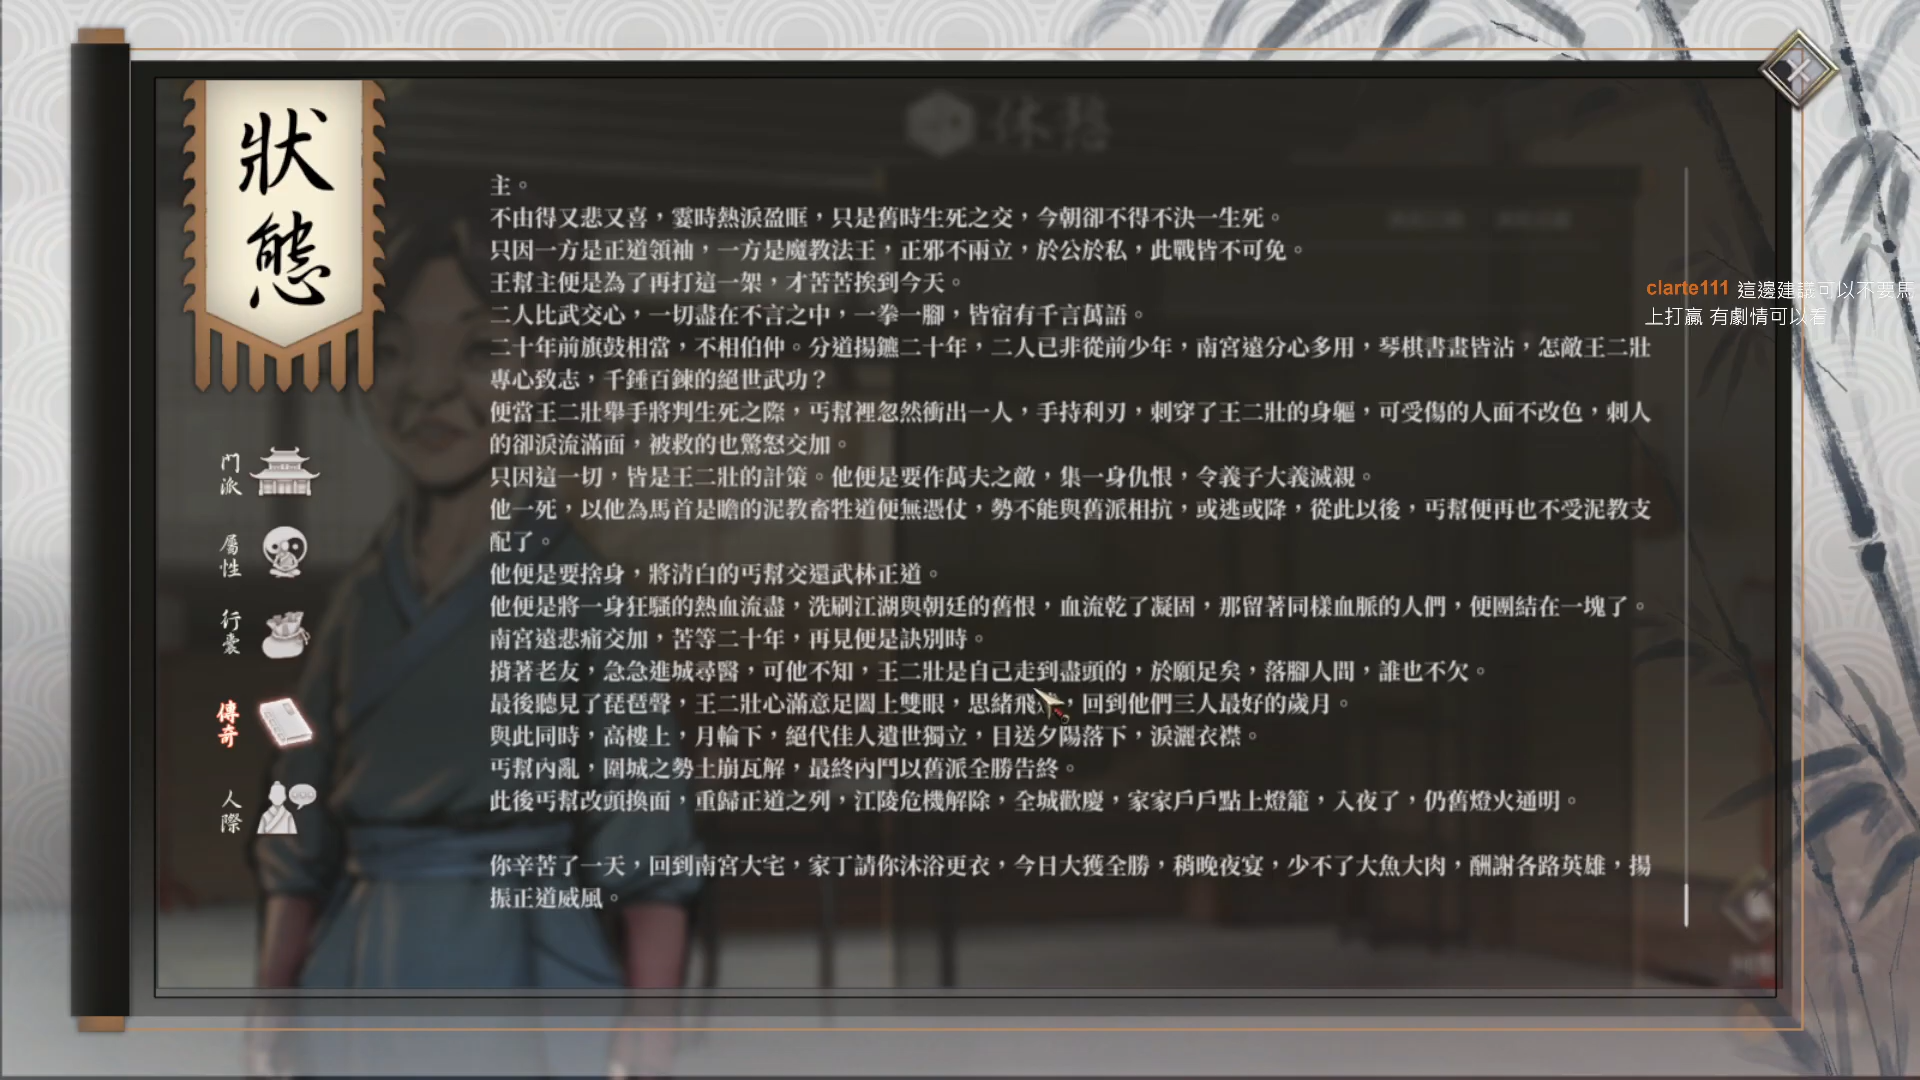 狀態
休憩
門派
屬性
行囊
傳奇
人際
主。
不由得又悲又喜，霎時熱淚盈眶，只是舊時生死之交，今朝卻不得不決一生死。
只因一方是正道領袖，一方是魔教法王，正邪不兩立，於公於私，此戰皆不可免。
王幫主便是為了再打這一架，才苦苦挨到今天。
二人比武交心，一切盡在不言之中，一拳一腳，皆宿有千言萬語。
二十年前旗鼓相當，不相伯仲。分道揚鑣二十年，二人已非從前少年，南宮遠分心多用，琴棋書畫皆沾，怎敵王二壯
專心致志，千錘百鍊的絕世武功？
便當王二壯舉手將判生死之際，丐幫裡忽然衝出一人，手持利刃，刺穿了王二壯的身軀，可受傷的人面不改色，刺人
的卻淚流滿面，被救的也驚怒交加。
只因這一切，皆是王二壯的計策。他便是要作萬夫之敵，集一身仇恨，令義子大義滅親。
他一死，以他為馬首是瞻的泥教畜牲道便無憑仗，勢不能與舊派相抗，或逃或降，從此以後，丐幫便再也不受泥教支
配了。
他便是要捨身，將清白的丐幫交還武林正道。
他便是將一身狂騷的熱血流盡，洗刷江湖與朝廷的舊恨，血流乾了凝固，那留著同樣血脈的人們，便團結在一塊了。
南宮遠悲痛交加，苦等二十年，再見便是訣別時。
揹著老友，急急進城尋醫，可他不知，王二壯是自己走到盡頭的，於願足矣，落腳人間，誰也不欠。
最後聽見了琵琶聲，王二壯心滿意足闔上雙眼，思緒飛，回到他們三人最好的歲月。
與此同時，高樓上，月輪下，絕代佳人遺世獨立，目送夕陽落下，淚灑衣襟。
丐幫內亂，圍城之勢土崩瓦解，最終內鬥以舊派全勝告終。
此後丐幫改頭換面，重歸正道之列，江陵危機解除，全城歡慶，家家戶戶點上燈籠，入夜了，仍舊燈火通明。
你辛苦了一天，回到南宮大宅，家丁請你沐浴更衣，今日大獲全勝，稍晚夜宴，少不了大魚大肉，酬謝各路英雄，揚
振正道威風。
clarte111 這邊建議可以不要馬
上打贏 有劇情可以看